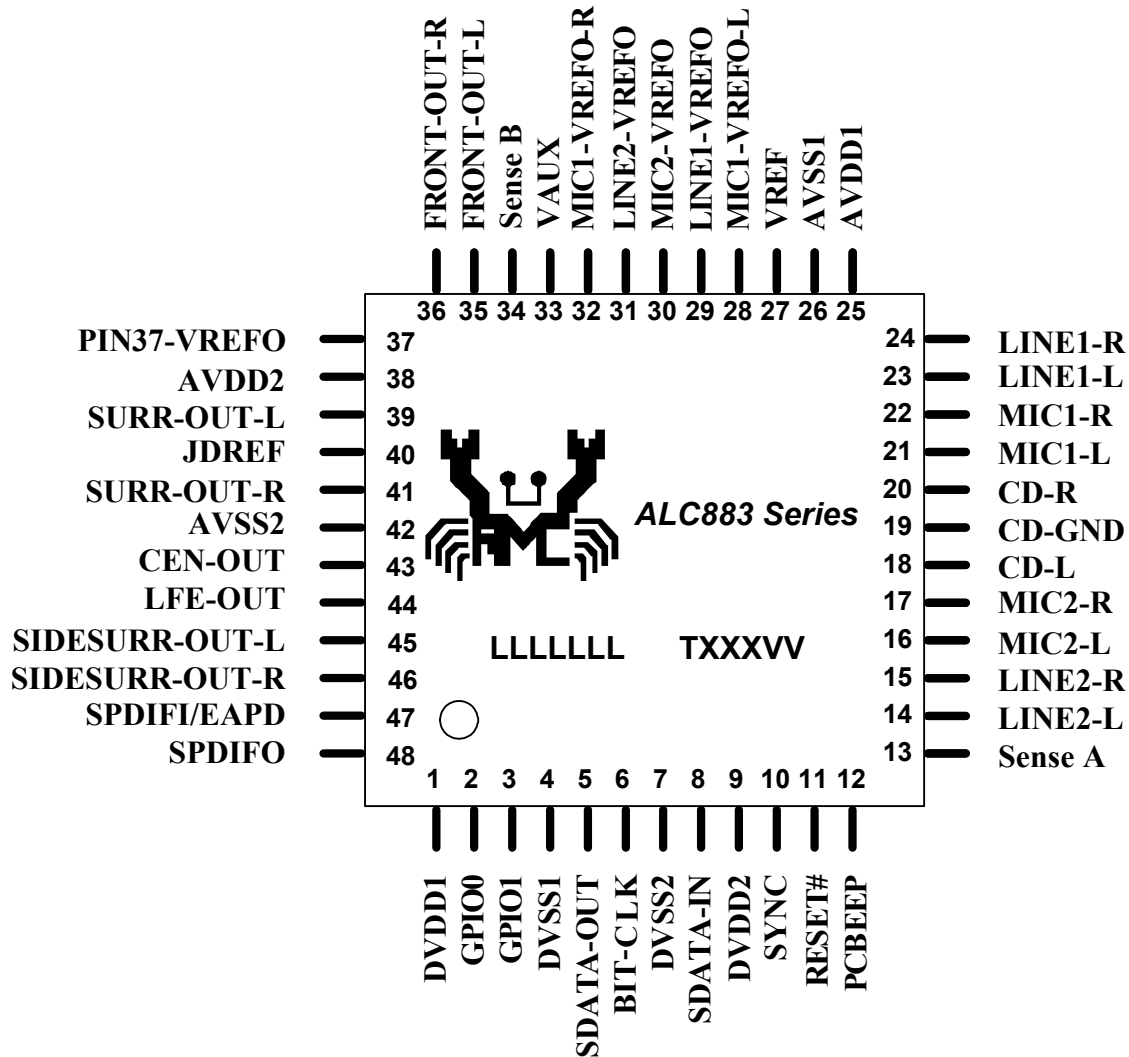 FRONT-OUT-R
FRONT-OUT-L
Sense B
VAUX
MIC1-VREFO-R
LINE2-VREFO
MIC2-VREFO
LINE1-VREFO
MIC1-VREFO-L
VREF
AVSS1
AVDD1
36 35 34 33 32 31 30 29 28 27 26 25
PIN37-VREFO 37
AVDD2 38
SURR-OUT-L 39
JDREF 40
SURR-OUT-R 41
AVSS2 42
CEN-OUT 43
LFE-OUT 44
SIDESURR-OUT-L 45
SIDESURR-OUT-R 46
SPDIFI/EAPD 47
SPDIFO 48
ALC883 Series
LLLLLLL TXXXVV
24 LINE1-R
23 LINE1-L
22 MIC1-R
21 MIC1-L
20 CD-R
19 CD-GND
18 CD-L
17 MIC2-R
16 MIC2-L
15 LINE2-R
14 LINE2-L
13 Sense A
1 2 3 4 5 6 7 8 9 10 11 12
DVDD1
GPIO0
GPIO1
DVSS1
SDATA-OUT
BIT-CLK
DVSS2
SDATA-IN
DVDD2
SYNC
RESET#
PCBEEP